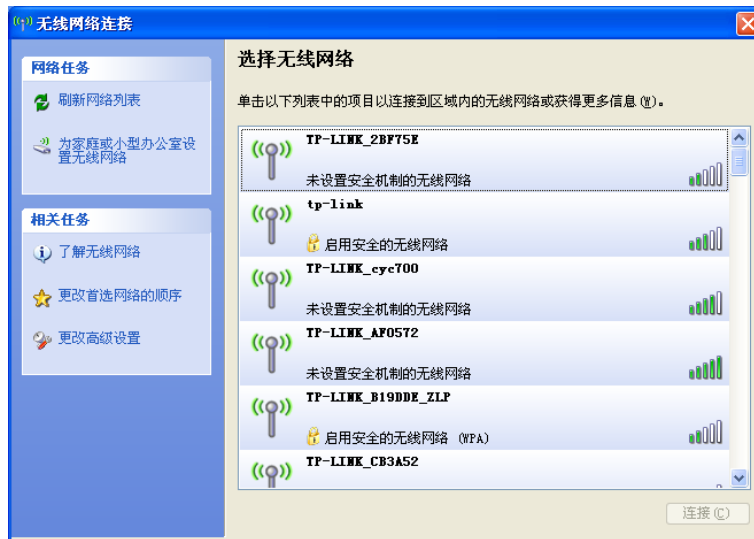 无线网络连接
网络任务
刷新网络列表
为家庭或小型办公室设
置无线网络
相关任务
了解无线网络
更改首选网络的顺序
更改高级设置
选择无线网络
单击以下列表中的项目以连接到区域内的无线网络或获得更多信息(W)。
TP-LINK_2BF75E
未设置安全机制的无线网络
tp-link
启用安全的无线网络
TP-LINK_cyc700
未设置安全机制的无线网络
TP-LINK_AF0572
未设置安全机制的无线网络
TP-LINK_B19DDE_ZLP
启用安全的无线网络 (WPA)
TP-LINK_CB3A52
连接(C)